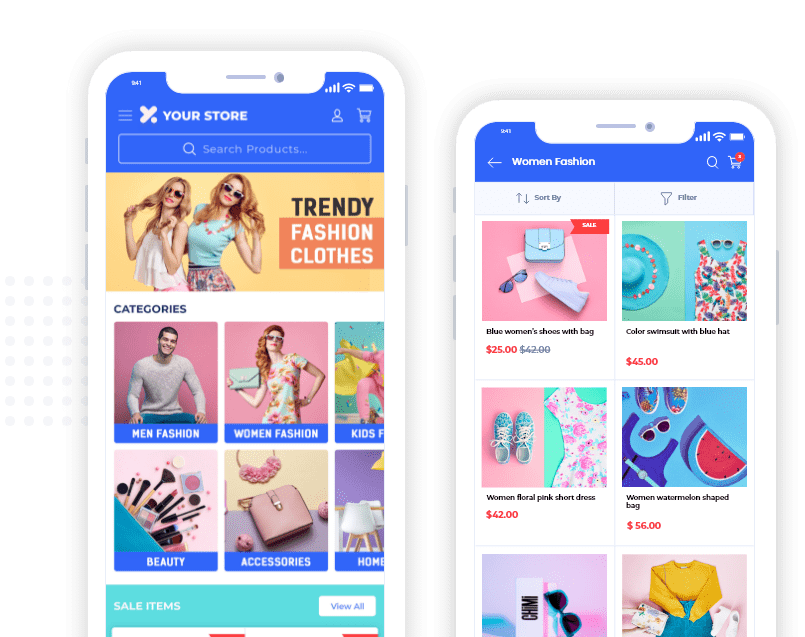 9:41
YOUR STORE
Search Products...
TRENDY
FASHION
CLOTHES
CATEGORIES
MEN FASHION
WOMEN FASHION
KIDS F
BEAUTY
ACCESSORIES
HOME
SALE ITEMS
View All
9:41
Women Fashion
Sort By
Filter
SALE
Blue women's shoes with bag
$25.00 $42.00
Color swimsuit with blue hat
$45.00
Women floral pink short dress
$42.00
Women watermelon shaped
bag
$ 56.00
CHiMi